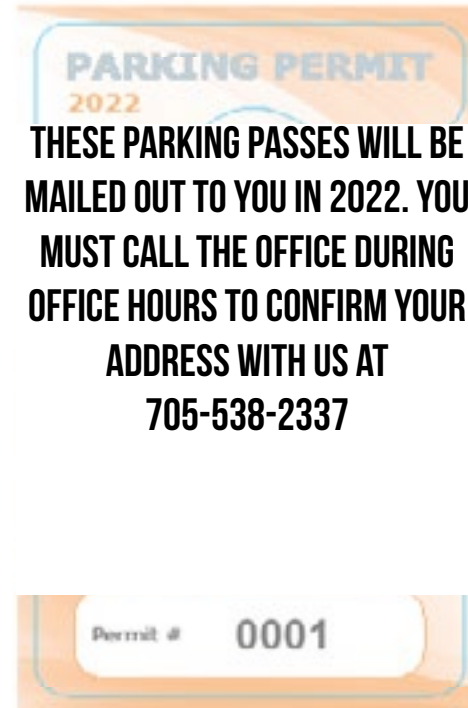 PARKING PERMIT
2022
THESE PARKING PASSES WILL BE
MAILED OUT TO YOU IN 2022. YOU
MUST CALL THE OFFICE DURING
OFFICE HOURS TO CONFIRM YOUR
ADDRESS WITH US AT
705-538-2337
Permit # 0001